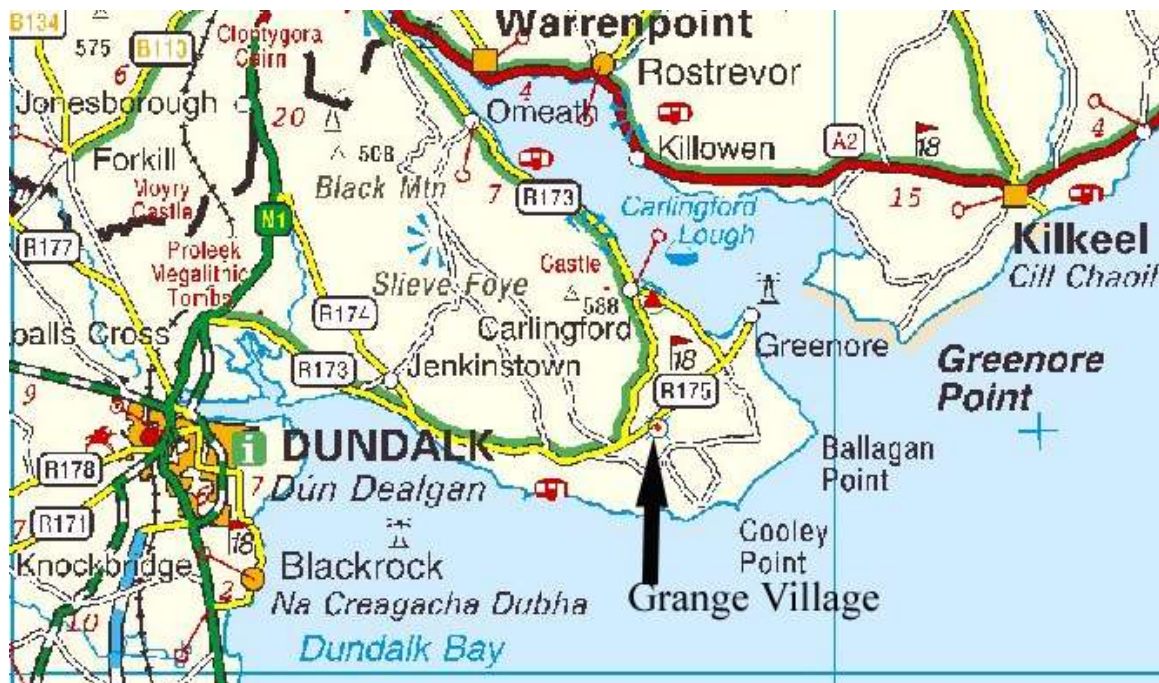 B134
Warrenpoint
575
B113
Clontygora
Cairn
Rostrevor
6
4
Jonesborough
20
Omeath
Killowen
A2
18
4
508
Forkill
Black Mtn
7
R173
15
Moyry
Castle
N1
Carlingford
Lough
Kilkeel
R177
Proleek
Megalithic
Tombs
Slieve Foye
Castle
588
Cill Chaoil
R174
Carlingford
Greenore
balls Cross
R173
Jenkinstown
18
Greenore
Point
9
R175
DUNDALK
Ballagan
Point
R178
Dún Dealgan
7
6
R171
7
18
Cooley
Point
Knockbridge
Blackrock
2
Na Creagacha Dubha
Grange Village
10
Dundalk Bay